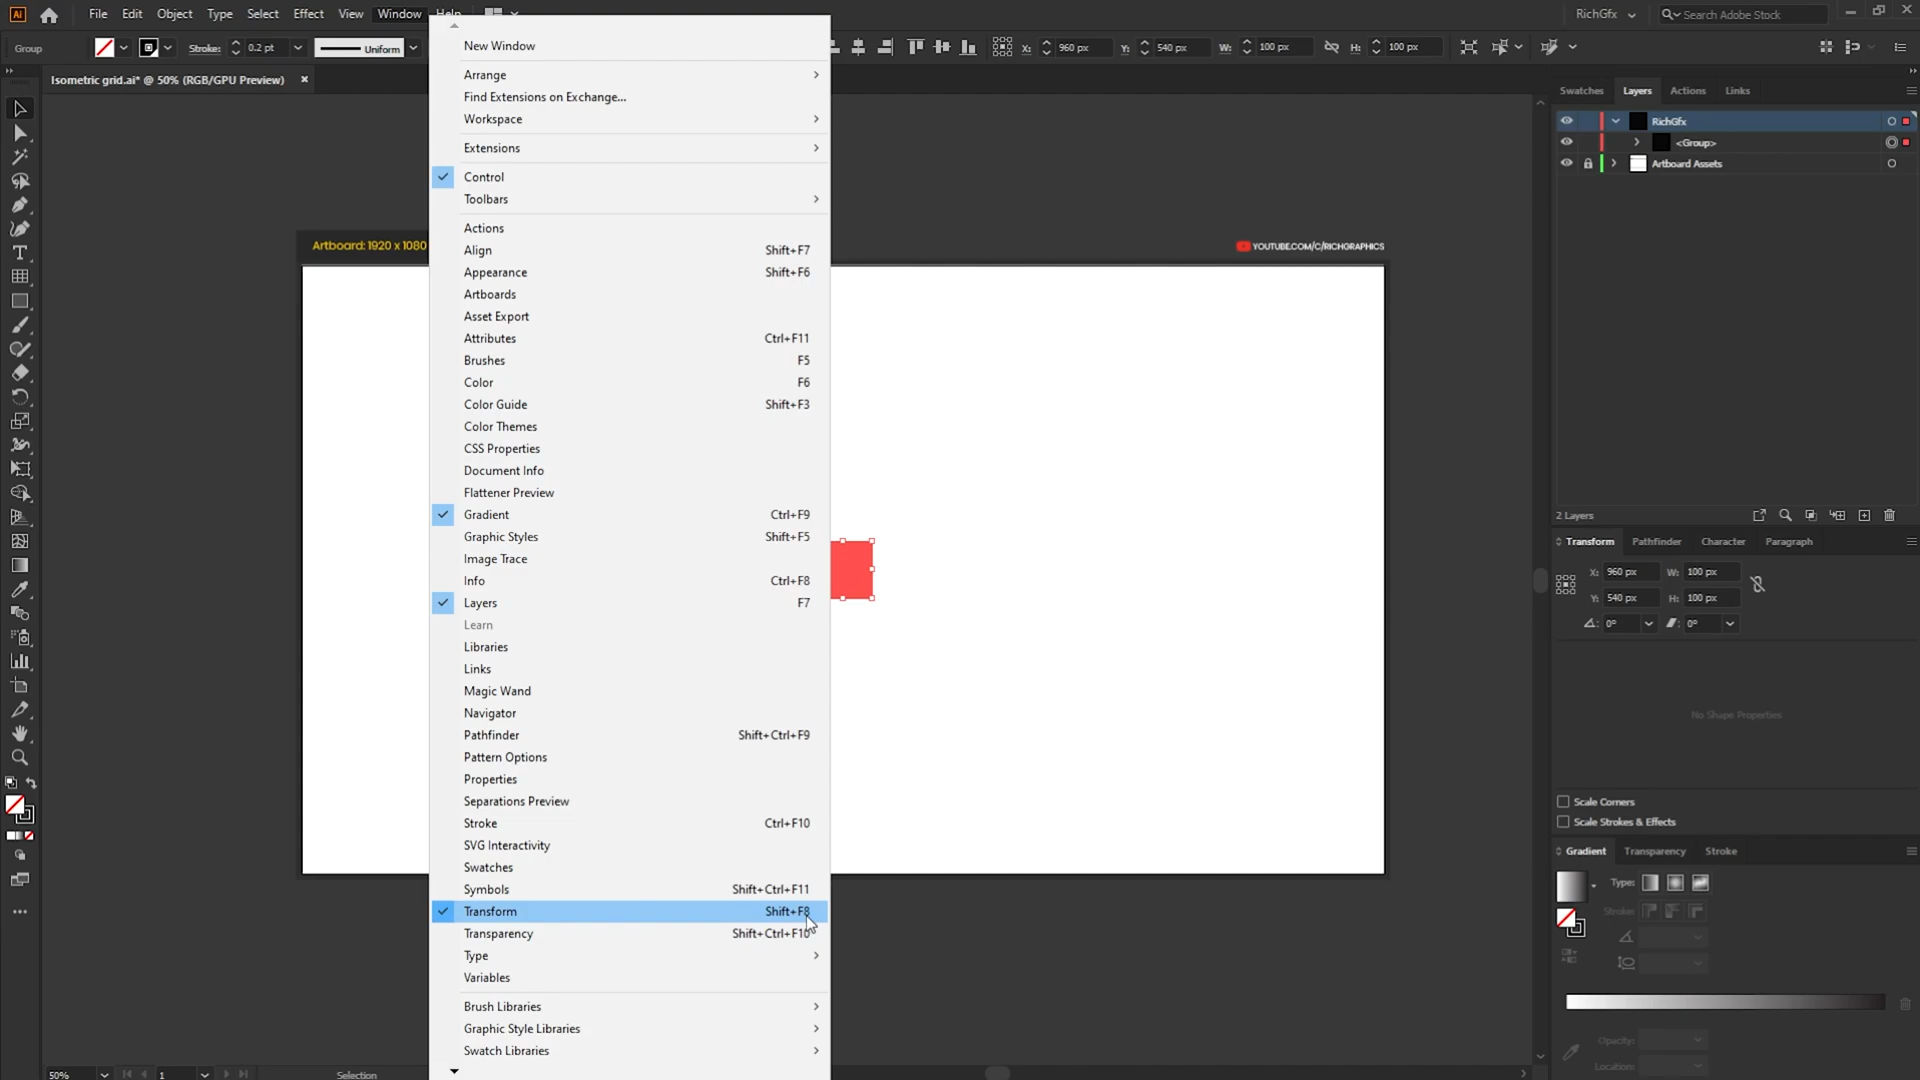 Ai File Edit Object Type Select Effect View Window Help RichGfx Search Adobe Stock
Group Stroke: 0.2 pt Uniform X: 960 px Y: 540 px W: 100 px H: 100 px
Isometric grid.ai* @ 50% (RGB/GPU Preview)
New Window
Arrange
Find Extensions on Exchange...
Workspace
Extensions
Control
Toolbars
Actions
Align Shift+F7
Appearance Shift+F6
Artboards
Asset Export
Attributes Ctrl+F11
Brushes F5
Color F6
Color Guide Shift+F3
Color Themes
CSS Properties
Document Info
Flattener Preview
Gradient Ctrl+F9
Graphic Styles Shift+F5
Image Trace
Info Ctrl+F8
Layers F7
Learn
Libraries
Links
Magic Wand
Navigator
Pathfinder Shift+Ctrl+F9
Pattern Options
Properties
Separations Preview
Stroke Ctrl+F10
SVG Interactivity
Swatches
Symbols Shift+Ctrl+F11
Transform Shift+F8
Transparency Shift+Ctrl+F10
Type
Variables
Brush Libraries
Graphic Style Libraries
Swatch Libraries
Artboard: 1920 x 1080
YOUTUBE.COM/C/RICHGRAPHICS
Swatches Layers Actions Links
RichGfx
<Group>
Artboard Assets
2 Layers
Transform Pathfinder Character Paragraph
X: 960 px W: 100 px
Y: 540 px H: 100 px
0° 0°
No Shape Properties
Scale Corners
Scale Strokes & Effects
Gradient Transparency Stroke
Type:
Stroke:
Opacity:
Location:
50% 1 Selection